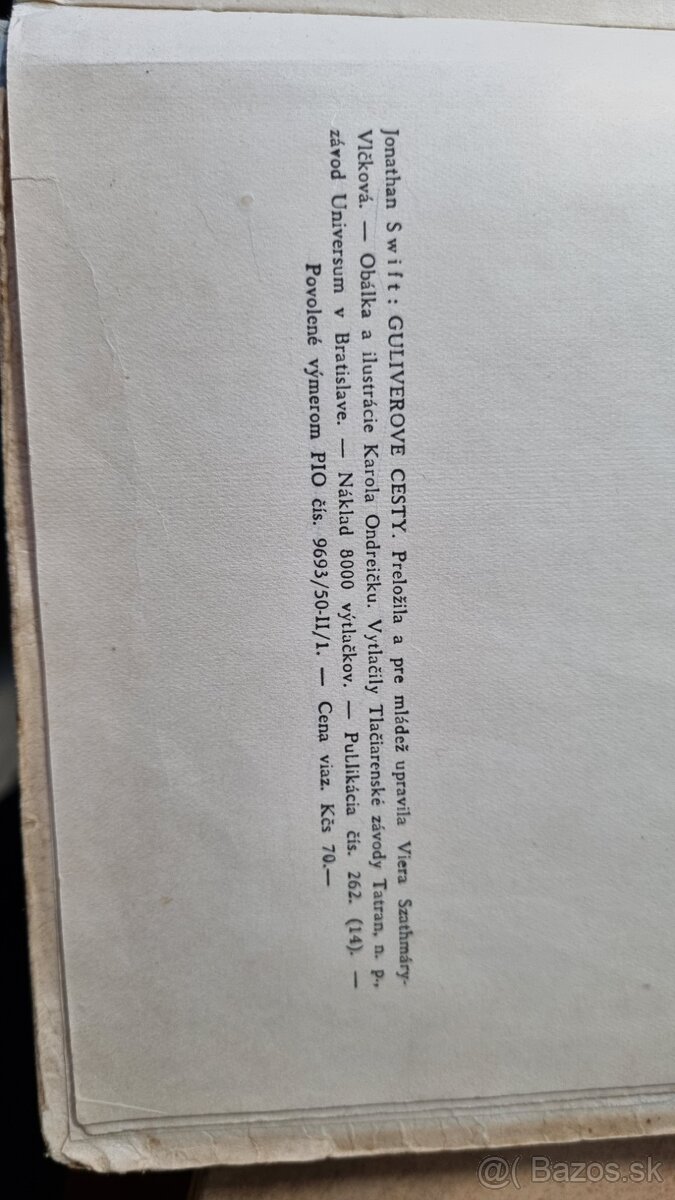 Jonathan Swift: GULIVEROVE CESTY. Preložila a pre mládež upravila Viera Szathmáry-
Vlčková. — Obálka a ilustrácie Karola Ondreičku. Vytlačily Tlačiarenské závody Tatran, n. p.,
závod Universum v Bratislave. — Náklad 8000 výtlačkov. — Publikácia čís. 262. (14). —
Povolené výmerom PIO čís. 9693/50-II/1. — Cena viaz. Kčs 70.—
@( Bazos.sk